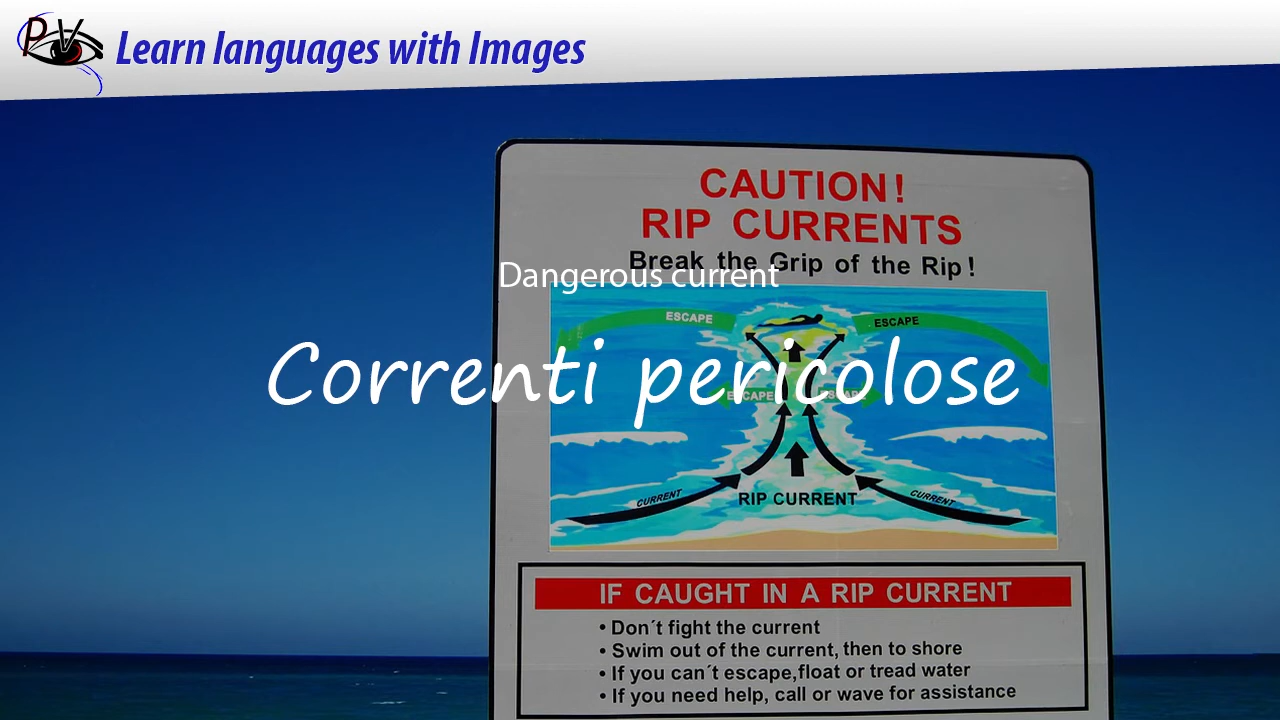 PV
Learn languages with Images
CAUTION!
RIP CURRENTS
Break the Grip of the Rip!
Dangerous current
ESCAPE
ESCAPE
Correnti pericolose
ESCAPE
ESCAPE
CURRENT
RIP CURRENT
CURRENT
IF CAUGHT IN A RIP CURRENT
• Don´t fight the current
• Swim out of the current, then to shore
• If you can´t escape,float or tread water
• If you need help, call or wave for assistance